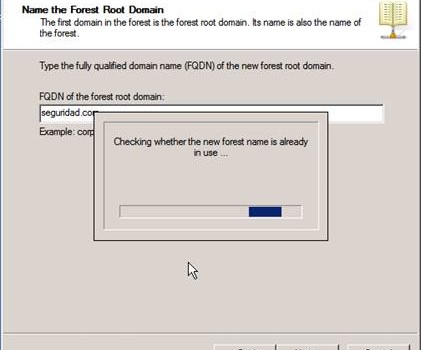 Name the Forest Root Domain
The first domain in the forest is the forest root domain. Its name is also the name of
the forest.
Type the fully qualified domain name (FQDN) of the new forest root domain.
FQDN of the forest root domain:
seguridad.com
Example: corp
Checking whether the new forest name is already
in use ...